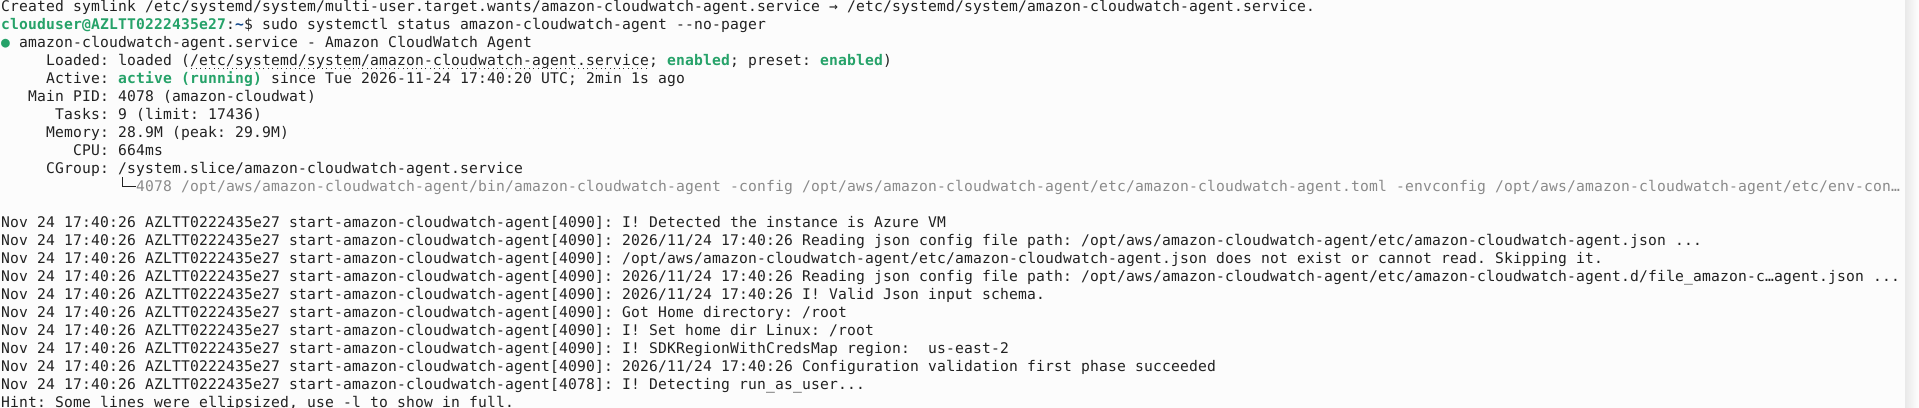 Created symlink /etc/systemd/system/multi-user.target.wants/amazon-cloudwatch-agent.service → /etc/systemd/system/amazon-cloudwatch-agent.service.
clouduser@AZLTT0222435e27:~$ sudo systemctl status amazon-cloudwatch-agent --no-pager
● amazon-cloudwatch-agent.service - Amazon CloudWatch Agent
     Loaded: loaded (/etc/systemd/system/amazon-cloudwatch-agent.service; enabled; preset: enabled)
     Active: active (running) since Tue 2026-11-24 17:40:20 UTC; 2min 1s ago
   Main PID: 4078 (amazon-cloudwat)
      Tasks: 9 (limit: 17436)
     Memory: 28.9M (peak: 29.9M)
        CPU: 664ms
     CGroup: /system.slice/amazon-cloudwatch-agent.service
             └─4078 /opt/aws/amazon-cloudwatch-agent/bin/amazon-cloudwatch-agent -config /opt/aws/amazon-cloudwatch-agent/etc/amazon-cloudwatch-agent.toml -envconfig /opt/aws/amazon-cloudwatch-agent/etc/env-con…
Nov 24 17:40:26 AZLTT0222435e27 start-amazon-cloudwatch-agent[4090]: I! Detected the instance is Azure VM
Nov 24 17:40:26 AZLTT0222435e27 start-amazon-cloudwatch-agent[4090]: 2026/11/24 17:40:26 Reading json config file path: /opt/aws/amazon-cloudwatch-agent/etc/amazon-cloudwatch-agent.json ...
Nov 24 17:40:26 AZLTT0222435e27 start-amazon-cloudwatch-agent[4090]: /opt/aws/amazon-cloudwatch-agent/etc/amazon-cloudwatch-agent.json does not exist or cannot read. Skipping it.
Nov 24 17:40:26 AZLTT0222435e27 start-amazon-cloudwatch-agent[4090]: 2026/11/24 17:40:26 Reading json config file path: /opt/aws/amazon-cloudwatch-agent/etc/amazon-cloudwatch-agent.d/file_amazon-c…agent.json ...
Nov 24 17:40:26 AZLTT0222435e27 start-amazon-cloudwatch-agent[4090]: 2026/11/24 17:40:26 I! Valid Json input schema.
Nov 24 17:40:26 AZLTT0222435e27 start-amazon-cloudwatch-agent[4090]: Got Home directory: /root
Nov 24 17:40:26 AZLTT0222435e27 start-amazon-cloudwatch-agent[4090]: I! Set home dir Linux: /root
Nov 24 17:40:26 AZLTT0222435e27 start-amazon-cloudwatch-agent[4090]: I! SDKRegionWithCredsMap region:  us-east-2
Nov 24 17:40:26 AZLTT0222435e27 start-amazon-cloudwatch-agent[4090]: 2026/11/24 17:40:26 Configuration validation first phase succeeded
Nov 24 17:40:26 AZLTT0222435e27 start-amazon-cloudwatch-agent[4078]: I! Detecting run_as_user...
Hint: Some lines were ellipsized, use -l to show in full.